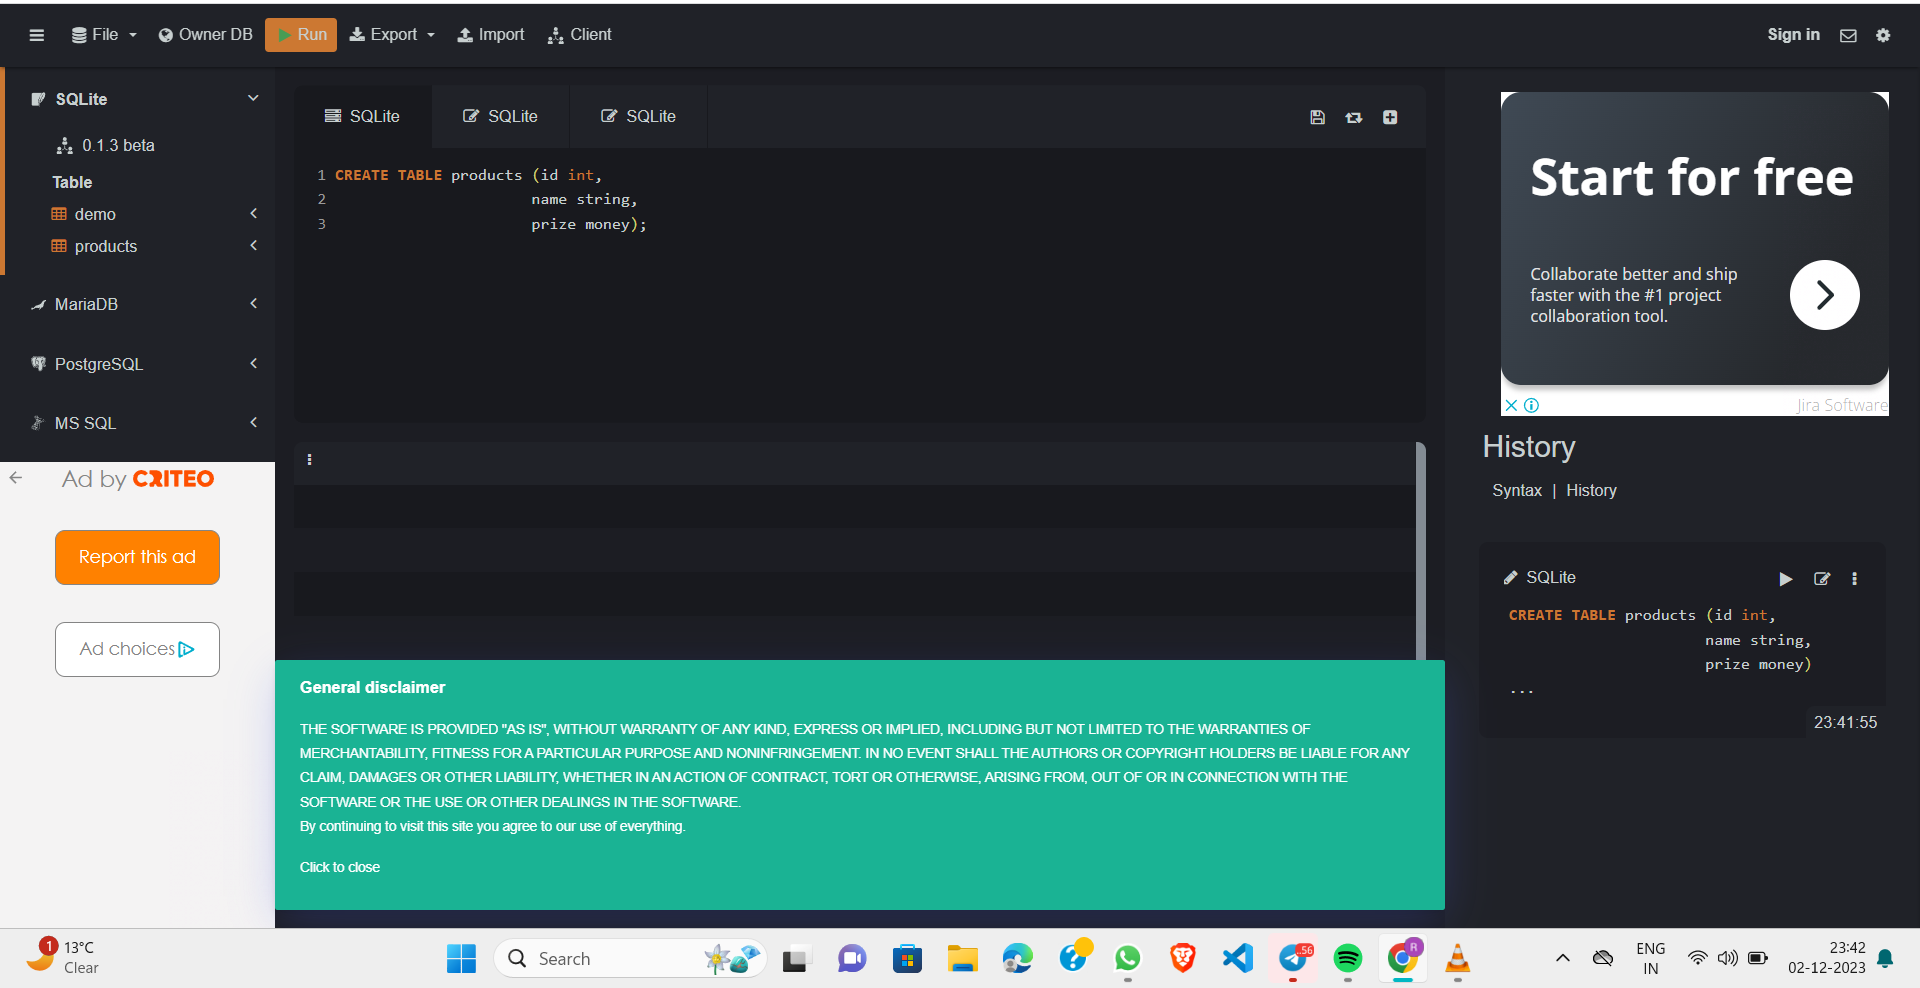 File
Owner DB
Run
Export
Import
Client
Sign in
SQLite
0.1.3 beta
Table
demo
products
MariaDB
PostgreSQL
MS SQL
Ad by CRITEO
Report this ad
Ad choices
SQLite
SQLite
SQLite
1 CREATE TABLE products (id int,
2 name string,
3 prize money);
General disclaimer
THE SOFTWARE IS PROVIDED "AS IS", WITHOUT WARRANTY OF ANY KIND, EXPRESS OR IMPLIED, INCLUDING BUT NOT LIMITED TO THE WARRANTIES OF
MERCHANTABILITY, FITNESS FOR A PARTICULAR PURPOSE AND NONINFRINGEMENT. IN NO EVENT SHALL THE AUTHORS OR COPYRIGHT HOLDERS BE LIABLE FOR ANY
CLAIM, DAMAGES OR OTHER LIABILITY, WHETHER IN AN ACTION OF CONTRACT, TORT OR OTHERWISE, ARISING FROM, OUT OF OR IN CONNECTION WITH THE
SOFTWARE OR THE USE OR OTHER DEALINGS IN THE SOFTWARE.
By continuing to visit this site you agree to our use of everything.
Click to close
Start for free
Collaborate better and ship
faster with the #1 project
collaboration tool.
Jira Software
History
Syntax | History
SQLite
CREATE TABLE products (id int,
name string,
prize money)
...
23:41:55
1
13°C
Clear
Search
56
R
ENG
IN
23:42
02-12-2023